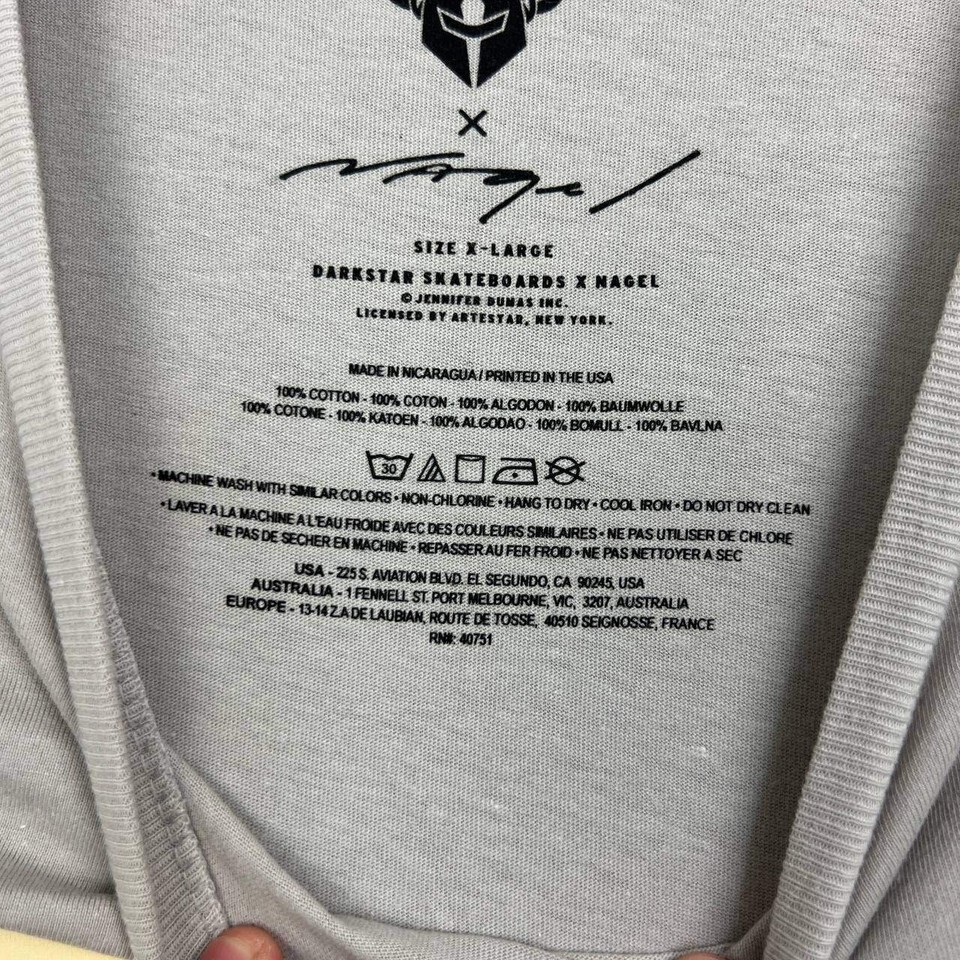 ×
Nagel
SIZE X-LARGE
DARKSTAR SKATEBOARDS X NAGEL
© JENNIFER DUMAS INC.
LICENSED BY ARTESTAR, NEW YORK.
MADE IN NICARAGUA / PRINTED IN THE USA
100% COTTON - 100% COTON - 100% ALGODON - 100% BAUMWOLLE
100% COTONE - 100% KATOEN - 100% ALGODAO - 100% BOMULL - 100% BAVLNA
30
• MACHINE WASH WITH SIMILAR COLORS • NON-CHLORINE • HANG TO DRY • COOL IRON • DO NOT DRY CLEAN
• LAVER A LA MACHINE A L'EAU FROIDE AVEC DES COULEURS SIMILAIRES • NE PAS UTILISER DE CHLORE
• NE PAS DE SECHER EN MACHINE • REPASSER AU FER FROID • NE PAS NETTOYER A SEC
USA - 225 S. AVIATION BLVD. EL SEGUNDO, CA 90245, USA
AUSTRALIA - 1 FENNELL ST. PORT MELBOURNE, VIC, 3207, AUSTRALIA
EUROPE - 13-14 Z.A DE LAUBIAN, ROUTE DE TOSSE, 40510 SEIGNOSSE, FRANCE
RN#: 40751